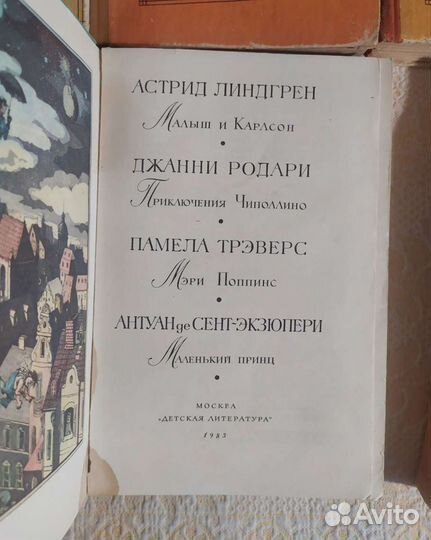 АСТРИД ЛИНДГРЕН
Малыш и Карлсон
ДЖАННИ РОДАРИ
Приключения Чиполлино
ПАМЕЛА ТРЭВЕРС
Мэри Поппинс
АНТУАН де СЕНТ-ЭКЗЮПЕРИ
Маленький принц
МОСКВА
„ДЕТСКАЯ ЛИТЕРАТУРА"
1983
Avito